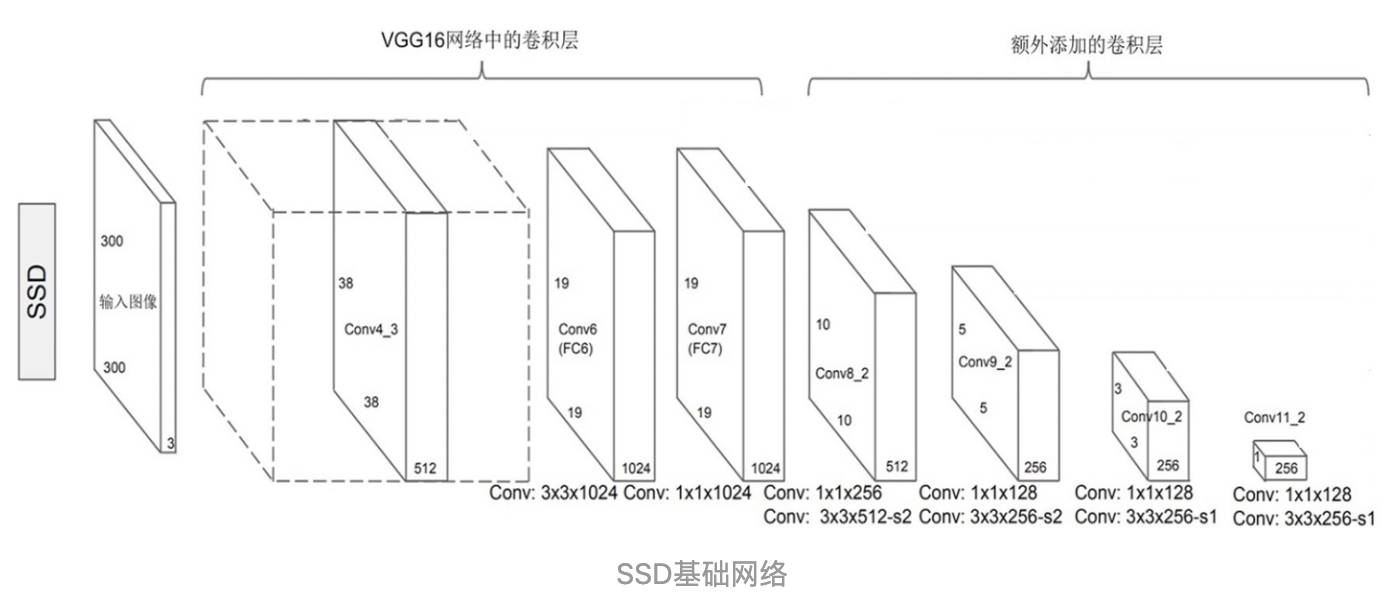 VGG16网络中的卷积层
额外添加的卷积层
SSD
300
输入图像
300
3
38
Conv4_3
38
512
19
Conv6
(FC6)
19
1024
19
Conv7
(FC7)
19
1024
10
Conv8_2
10
512
5
Conv9_2
5
256
3
Conv10_2
3
256
Conv11_2
1
256
Conv: 3x3x1024
Conv: 1x1x1024
Conv: 1x1x256
Conv: 3x3x512-s2
Conv: 1x1x128
Conv: 3x3x256-s2
Conv: 1x1x128
Conv: 3x3x256-s1
Conv: 1x1x128
Conv: 3x3x256-s1
SSD基础网络